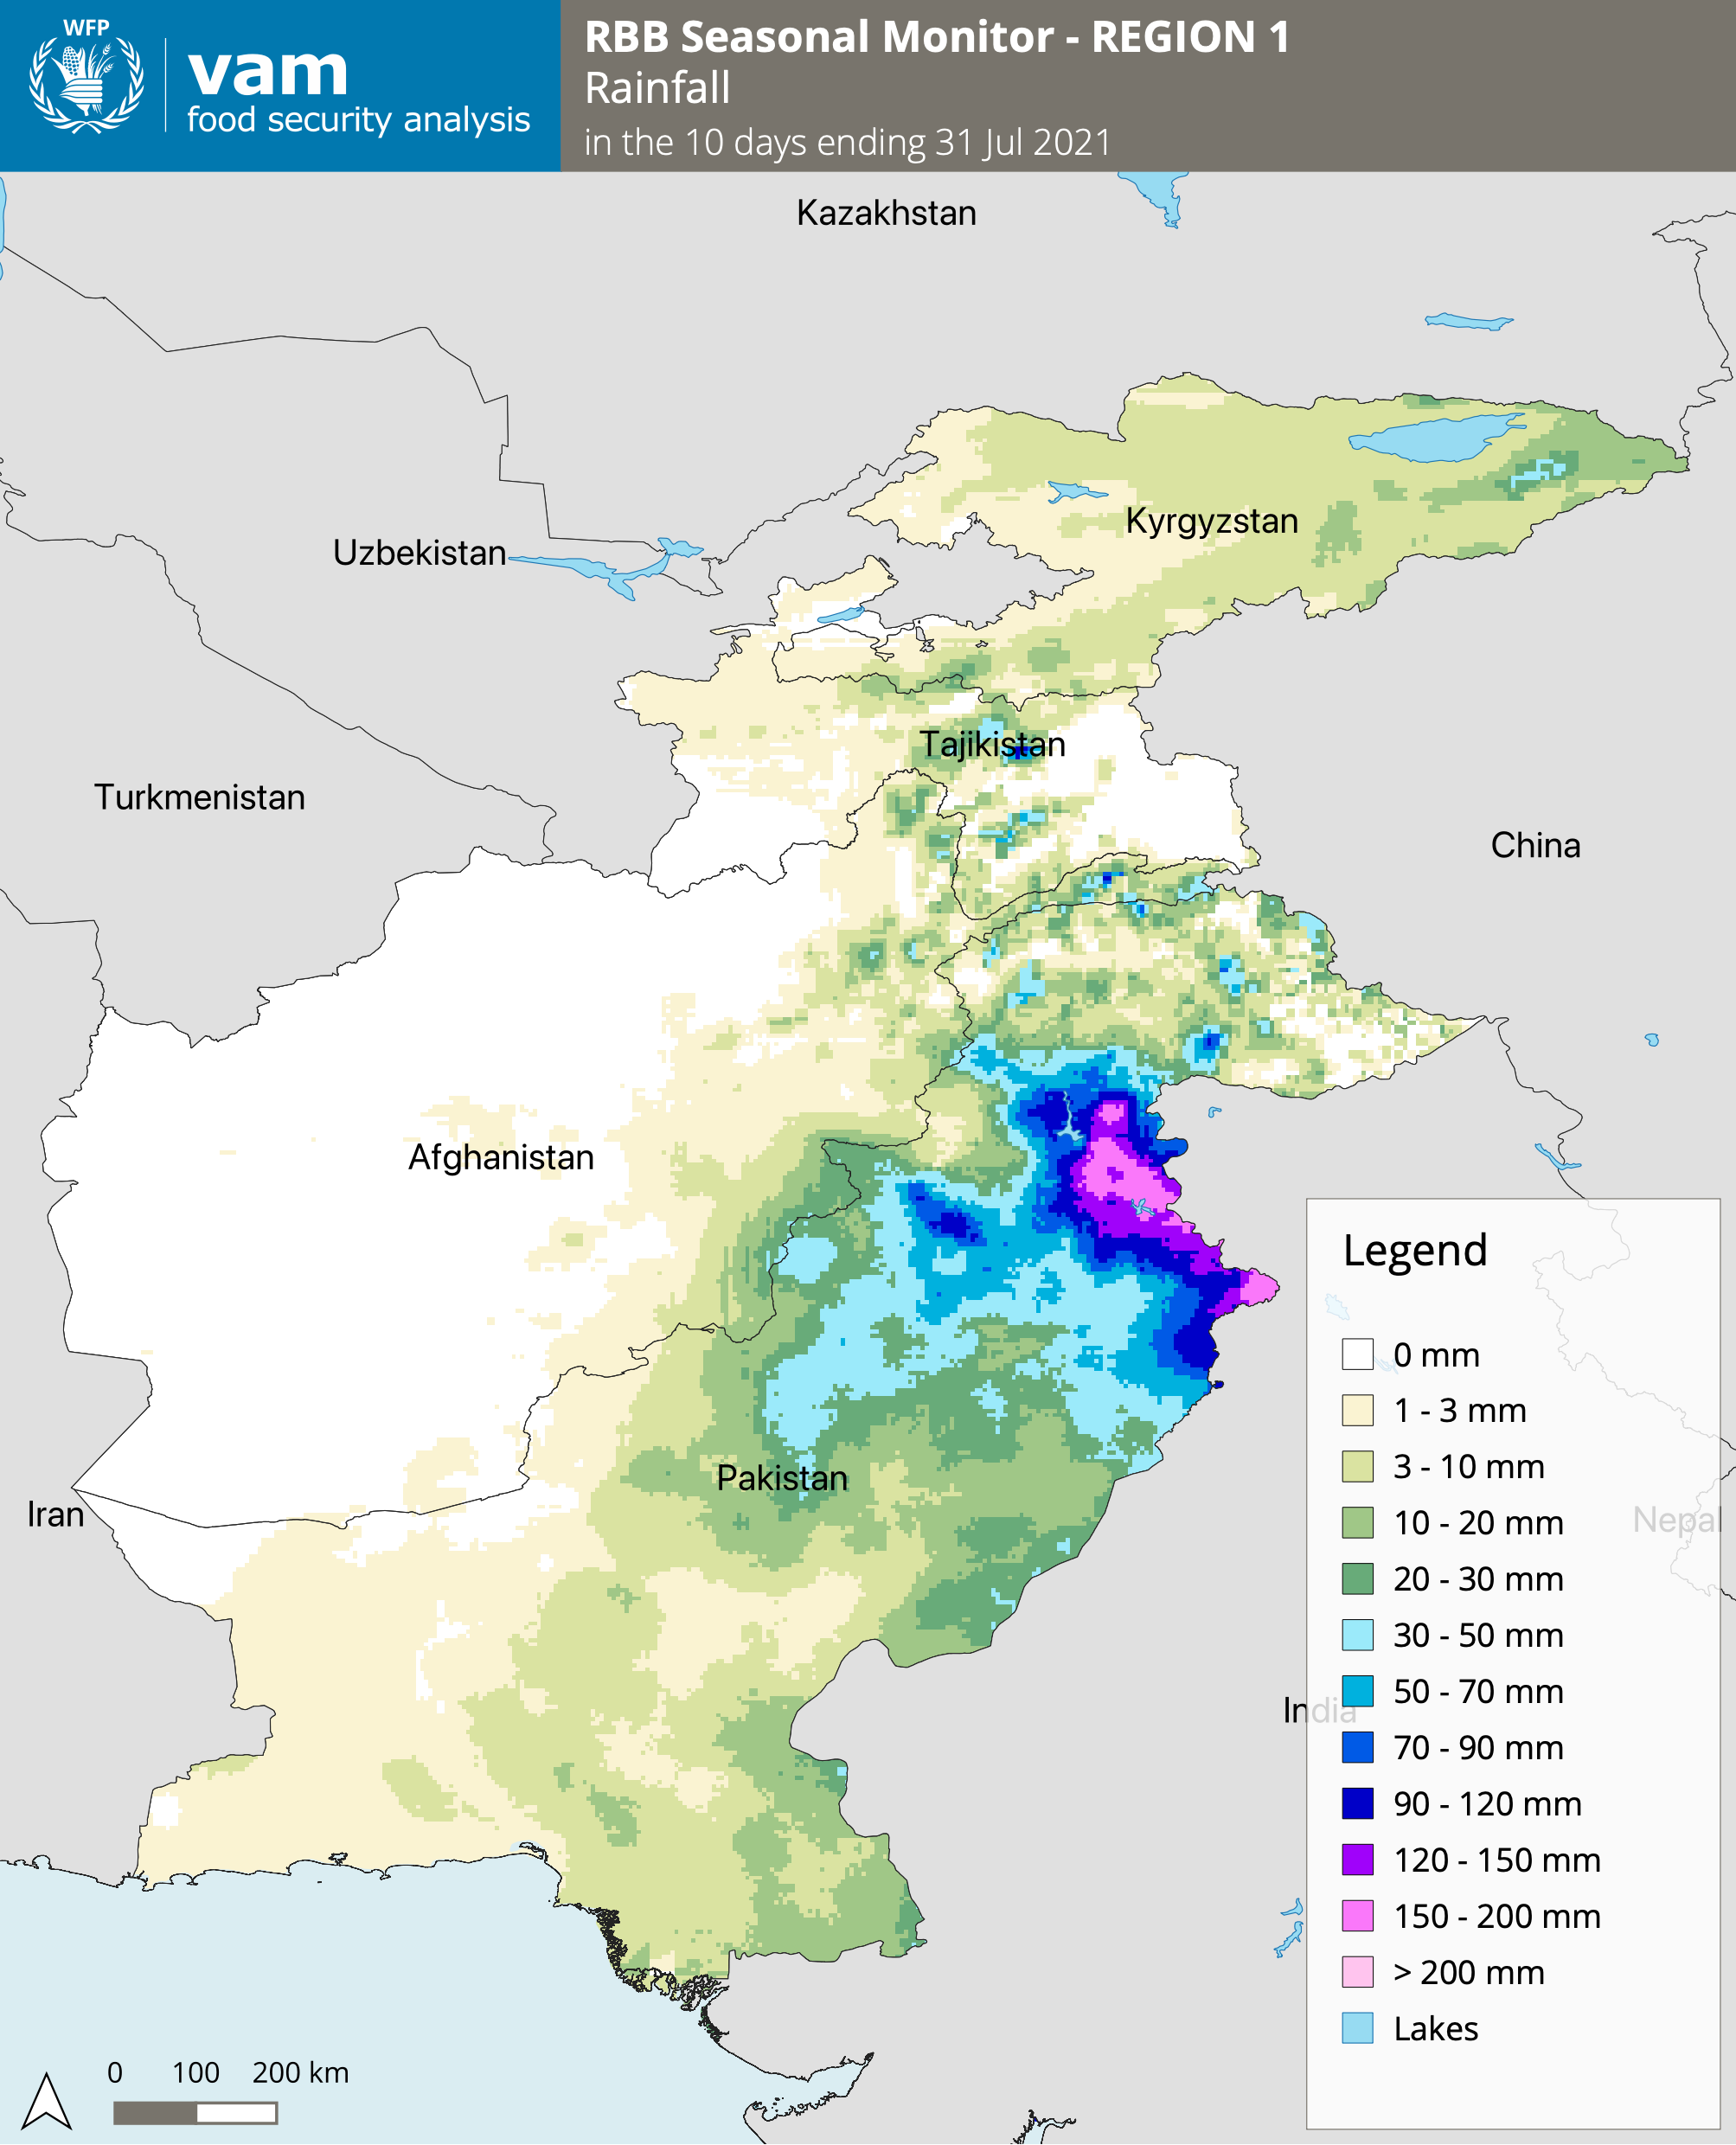 WFP
vam
food security analysis
RBB Seasonal Monitor - REGION 1
Rainfall
in the 10 days ending 31 Jul 2021
Kazakhstan
Kyrgyzstan
Uzbekistan
Tajikistan
Turkmenistan
China
Afghanistan
Pakistan
Iran
Nepal
India
Legend
0 mm
1 - 3 mm
3 - 10 mm
10 - 20 mm
20 - 30 mm
30 - 50 mm
50 - 70 mm
70 - 90 mm
90 - 120 mm
120 - 150 mm
150 - 200 mm
> 200 mm
Lakes
0 100 200 km